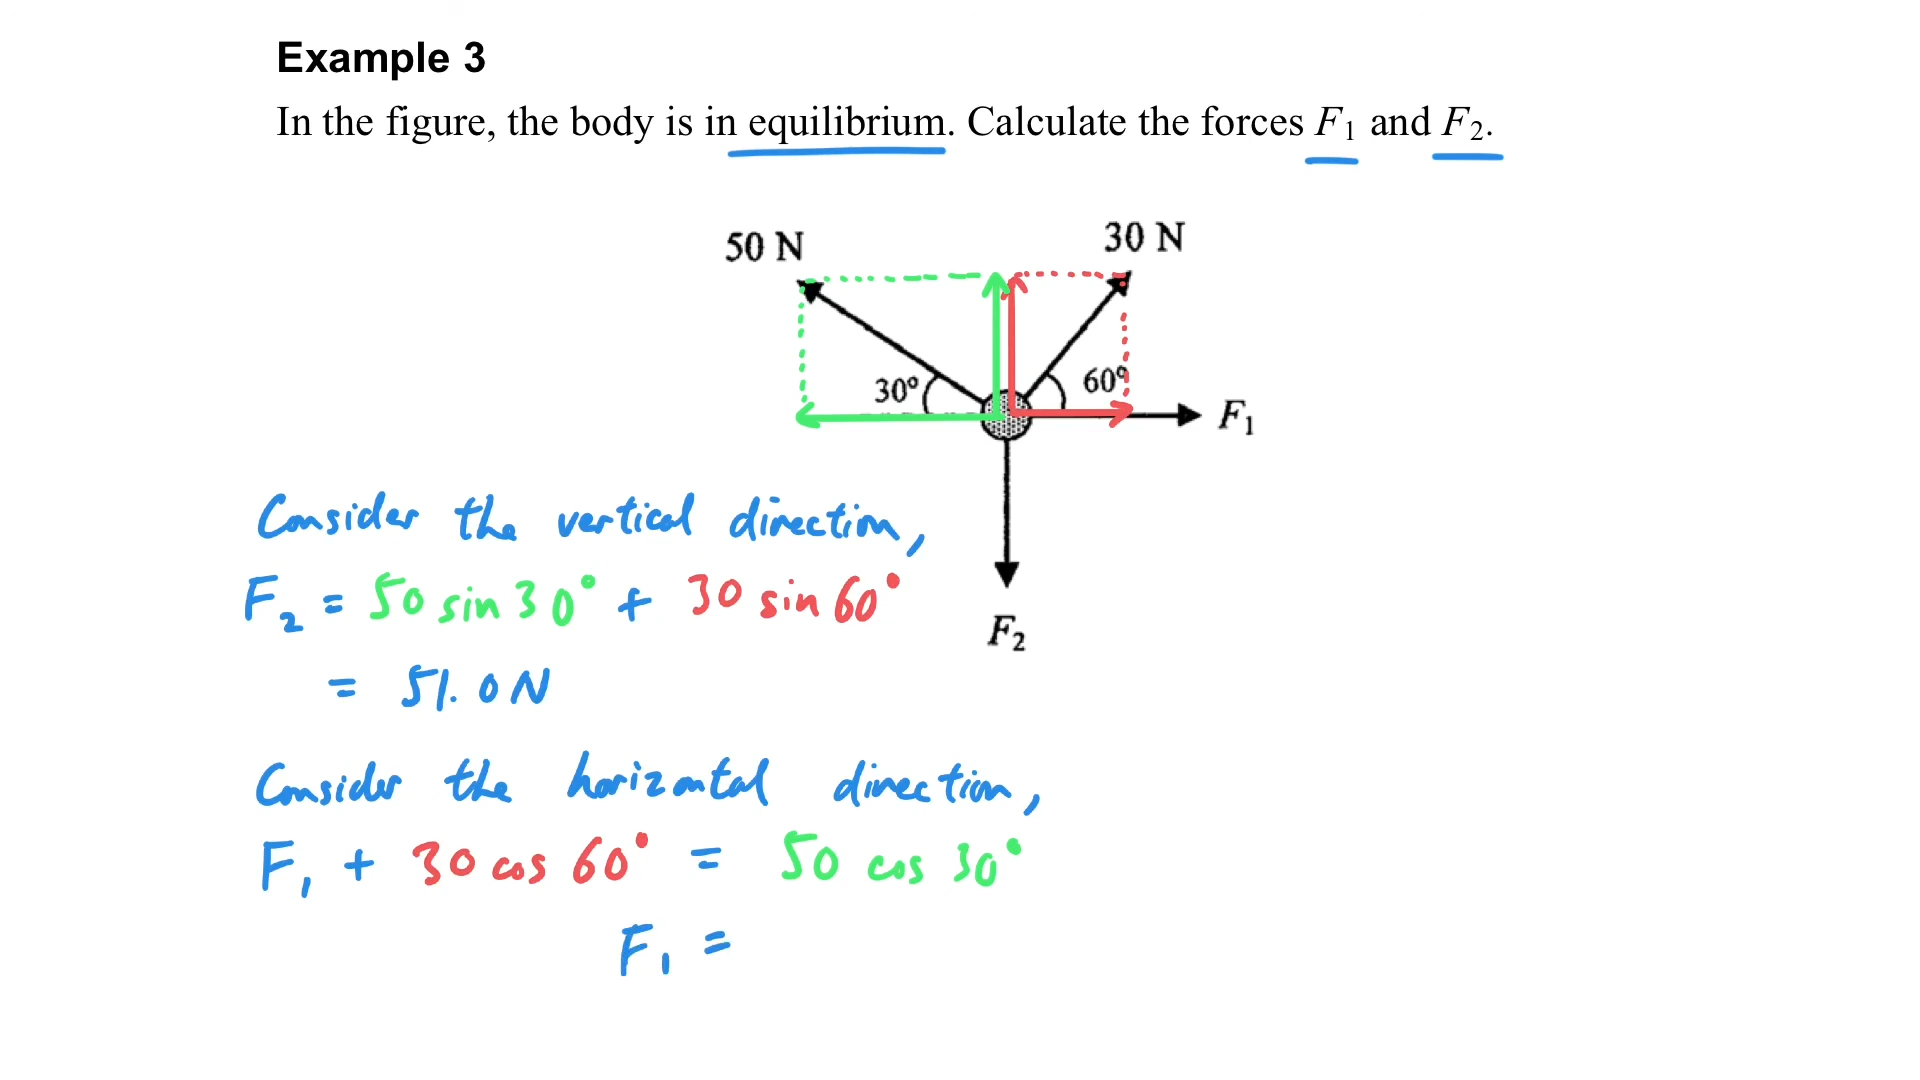 Example 3
In the figure, the body is in equilibrium. Calculate the forces F₁ and F₂.
50 N
30 N
30°
60°
F₁
F₂
Consider the vertical direction,
F₂ = 50 sin 30° + 30 sin 60°
= 51.0 N
Consider the horizontal direction,
F₁ + 30 cos 60° = 50 cos 30°
F₁ =